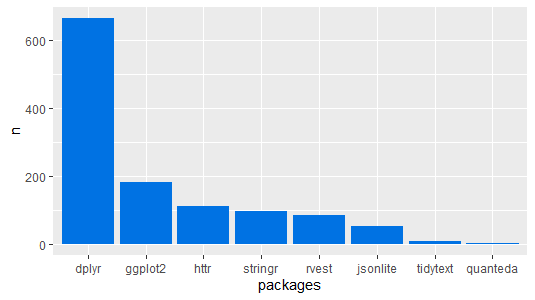 600
400
200
0
n
dplyr ggplot2 httr stringr rvest jsonlite tidytext quanteda
packages